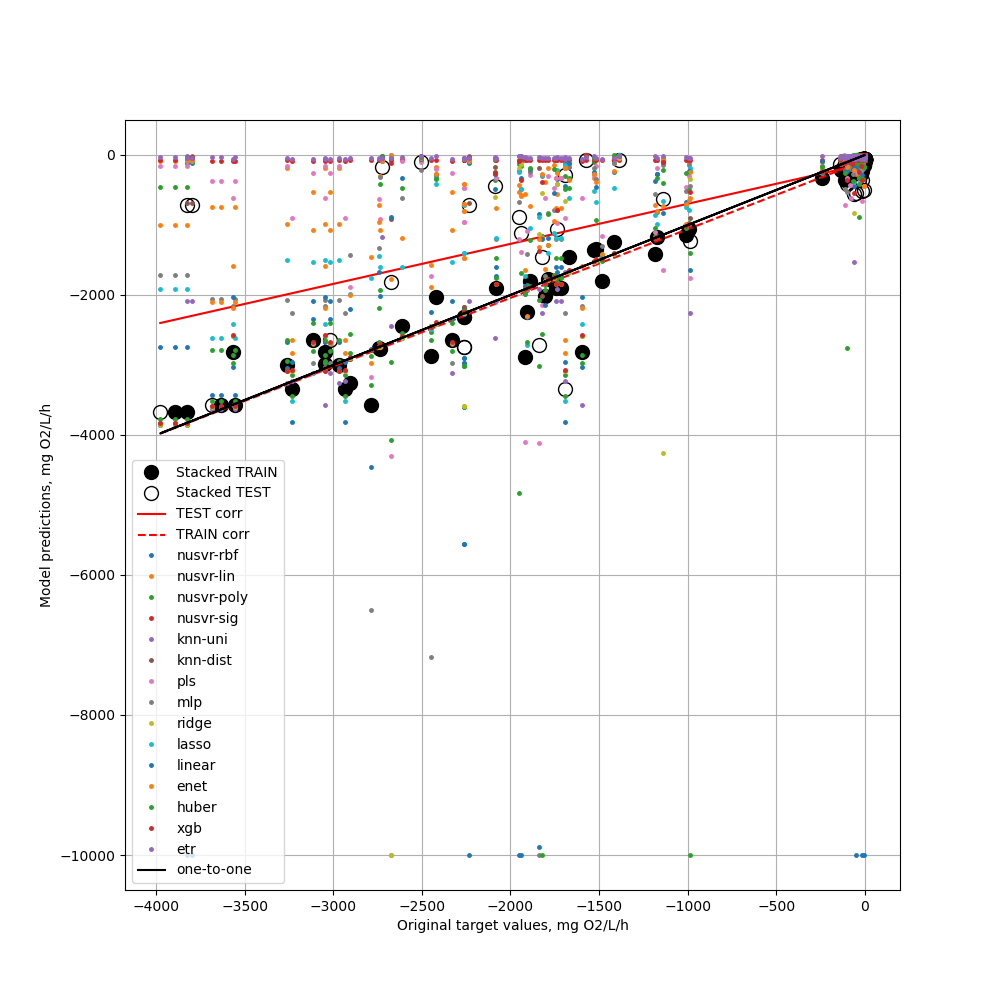 0
−2000
−4000
−6000
−8000
−10000
Model predictions, mg O2/L/h
Stacked TRAIN
Stacked TEST
TEST corr
TRAIN corr
nusvr-rbf
nusvr-lin
nusvr-poly
nusvr-sig
knn-uni
knn-dist
pls
mlp
ridge
lasso
linear
enet
huber
xgb
etr
one-to-one
−4000 −3500 −3000 −2500 −2000 −1500 −1000 −500 0
Original target values, mg O2/L/h